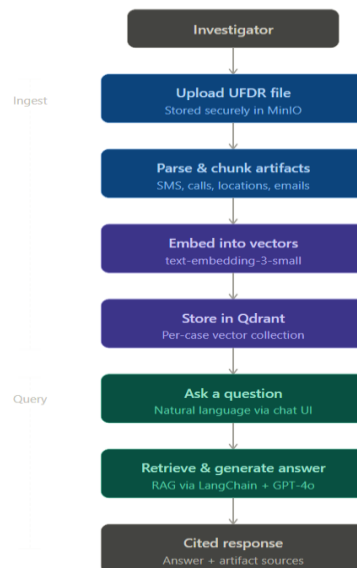 Investigator
Ingest
Upload UFDR file
Stored securely in MinIO
Parse & chunk artifacts
SMS, calls, locations, emails
Embed into vectors
text-embedding-3-small
Store in Qdrant
Per-case vector collection
Query
Ask a question
Natural language via chat UI
Retrieve & generate answer
RAG via LangChain + GPT-4o
Cited response
Answer + artifact sources